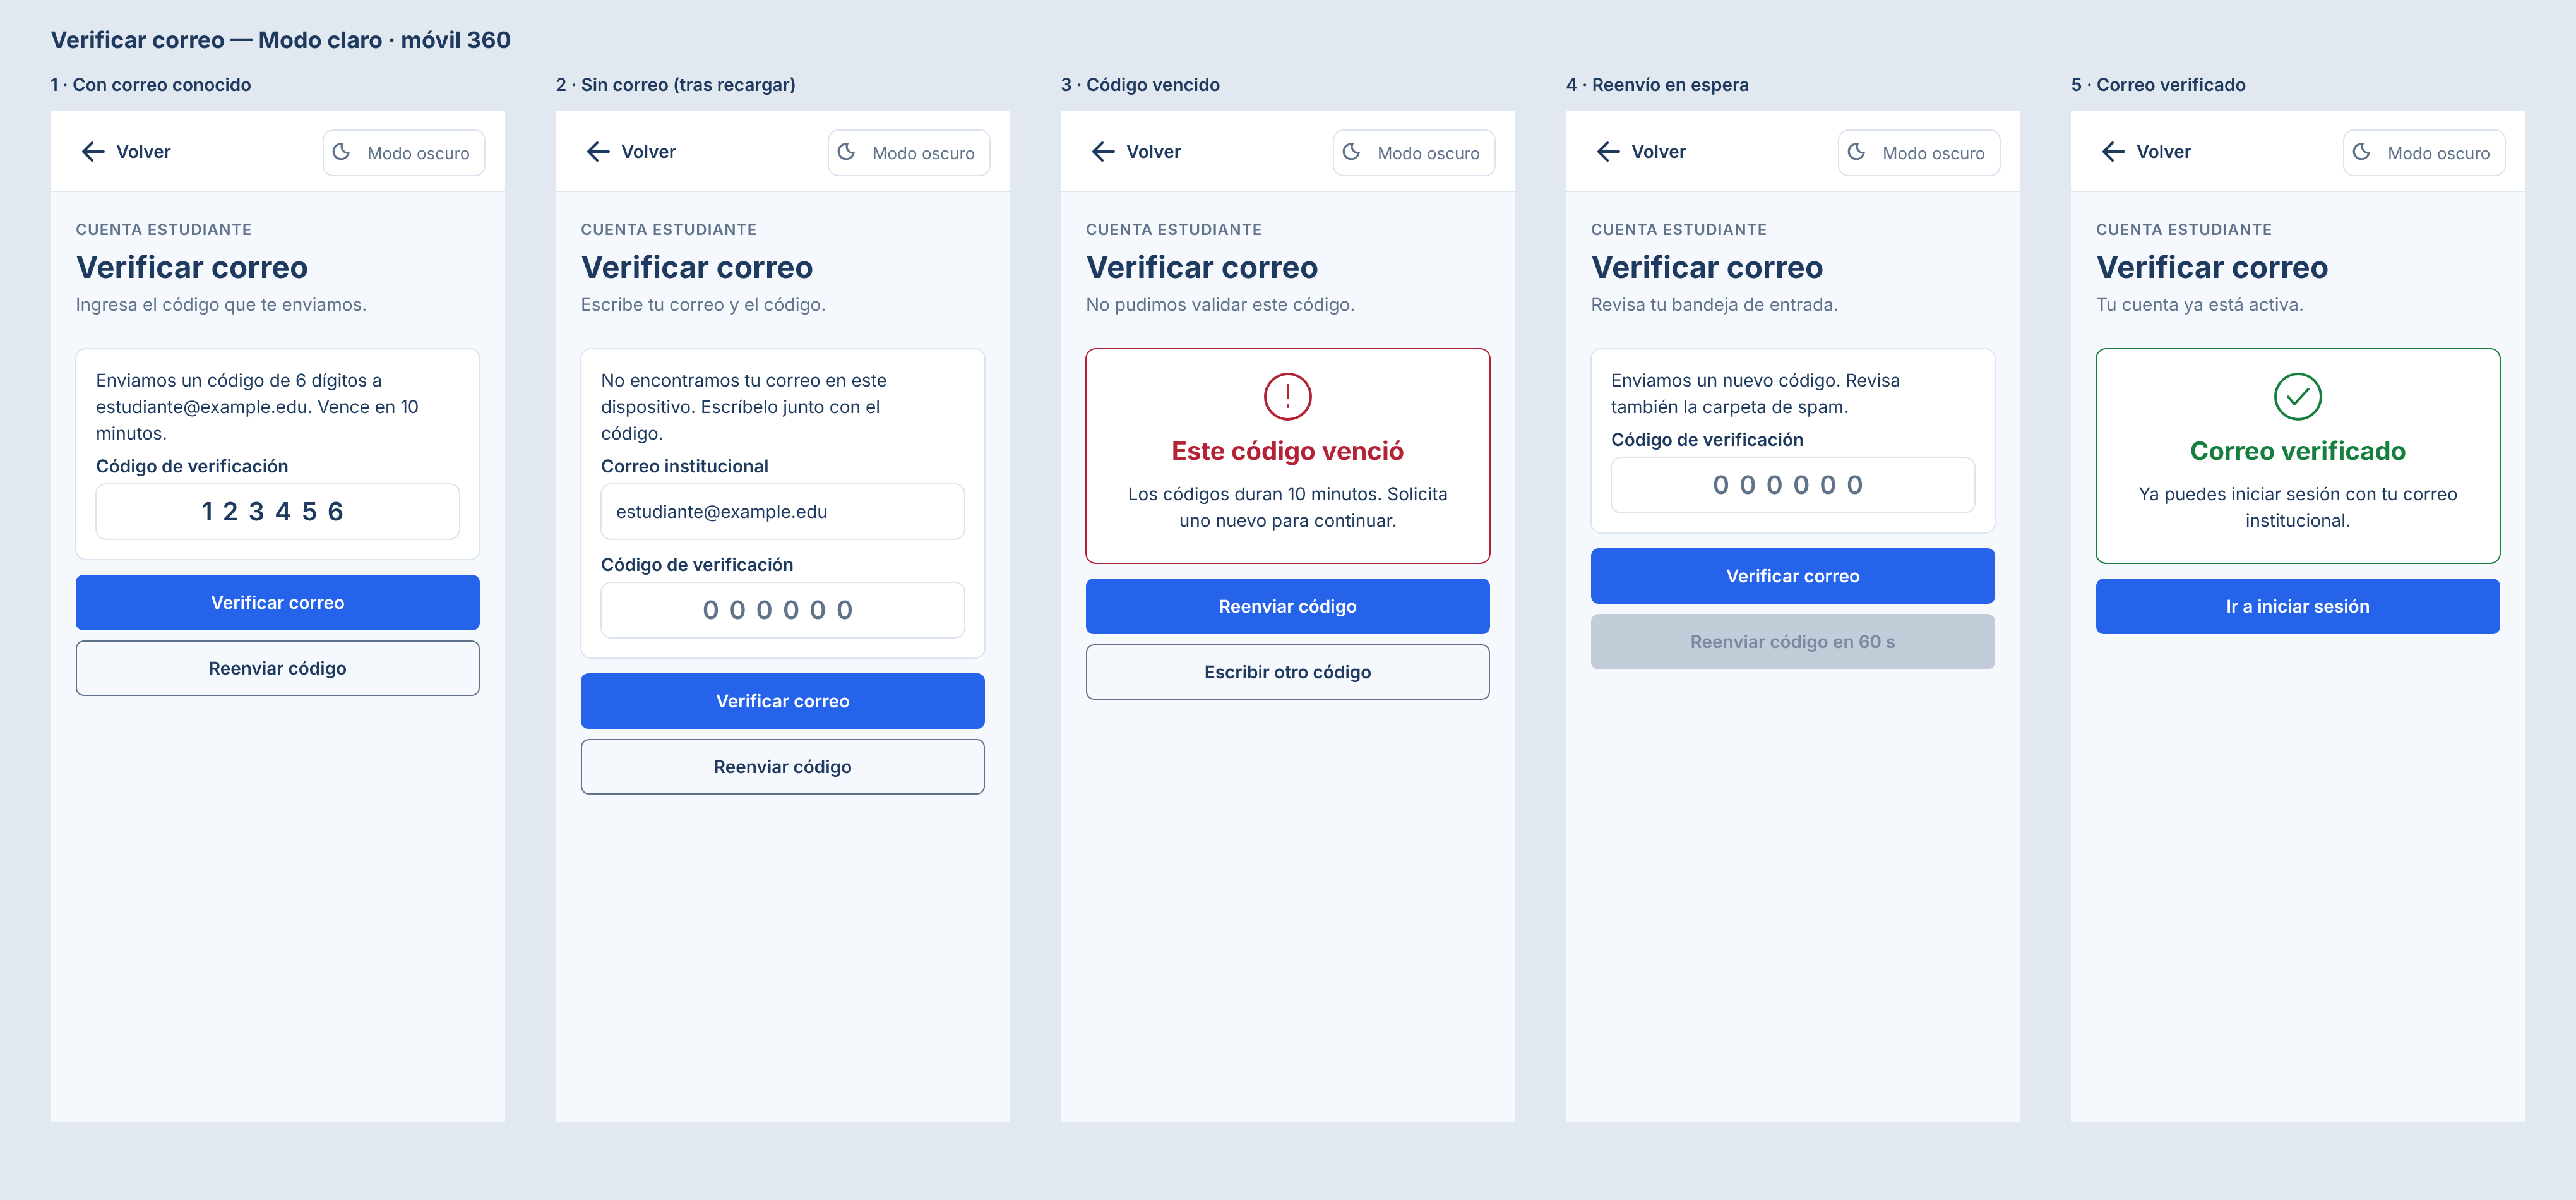 Verificar correo — Modo claro · móvil 360
1 · Con correo conocido
Volver
Modo oscuro
CUENTA ESTUDIANTE
Verificar correo
Ingresa el código que te enviamos.
Enviamos un código de 6 dígitos a
estudiante@example.edu. Vence en 10
minutos.
Código de verificación
1 2 3 4 5 6
Verificar correo
Reenviar código
2 · Sin correo (tras recargar)
Volver
Modo oscuro
CUENTA ESTUDIANTE
Verificar correo
Escribe tu correo y el código.
No encontramos tu correo en este
dispositivo. Escríbelo junto con el
código.
Correo institucional
estudiante@example.edu
Código de verificación
0 0 0 0 0 0
Verificar correo
Reenviar código
3 · Código vencido
Volver
Modo oscuro
CUENTA ESTUDIANTE
Verificar correo
No pudimos validar este código.
Este código venció
Los códigos duran 10 minutos. Solicita
uno nuevo para continuar.
Reenviar código
Escribir otro código
4 · Reenvío en espera
Volver
Modo oscuro
CUENTA ESTUDIANTE
Verificar correo
Revisa tu bandeja de entrada.
Enviamos un nuevo código. Revisa
también la carpeta de spam.
Código de verificación
0 0 0 0 0 0
Verificar correo
Reenviar código en 60 s
5 · Correo verificado
Volver
Modo oscuro
CUENTA ESTUDIANTE
Verificar correo
Tu cuenta ya está activa.
Correo verificado
Ya puedes iniciar sesión con tu correo
institucional.
Ir a iniciar sesión